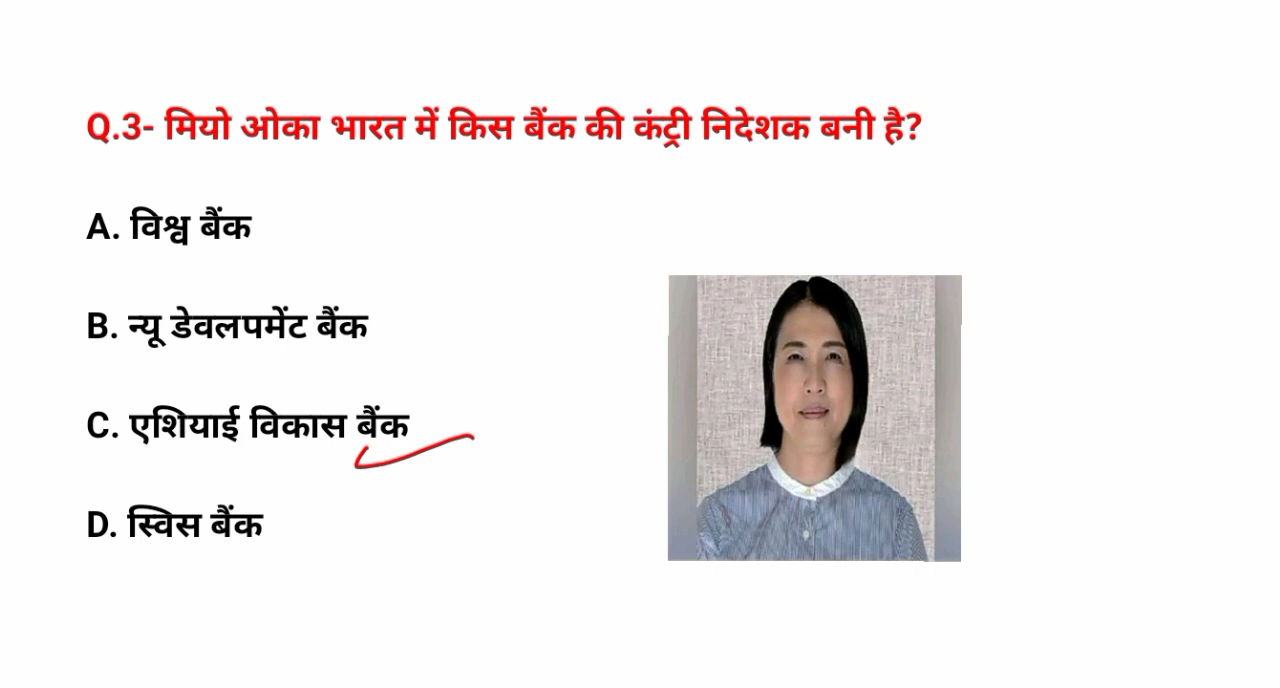 Q.3- मियो ओका भारत में किस बैंक की कंट्री निदेशक बनी है?
A. विश्व बैंक
B. न्यू डेवलपमेंट बैंक
C. एशियाई विकास बैंक
D. स्विस बैंक